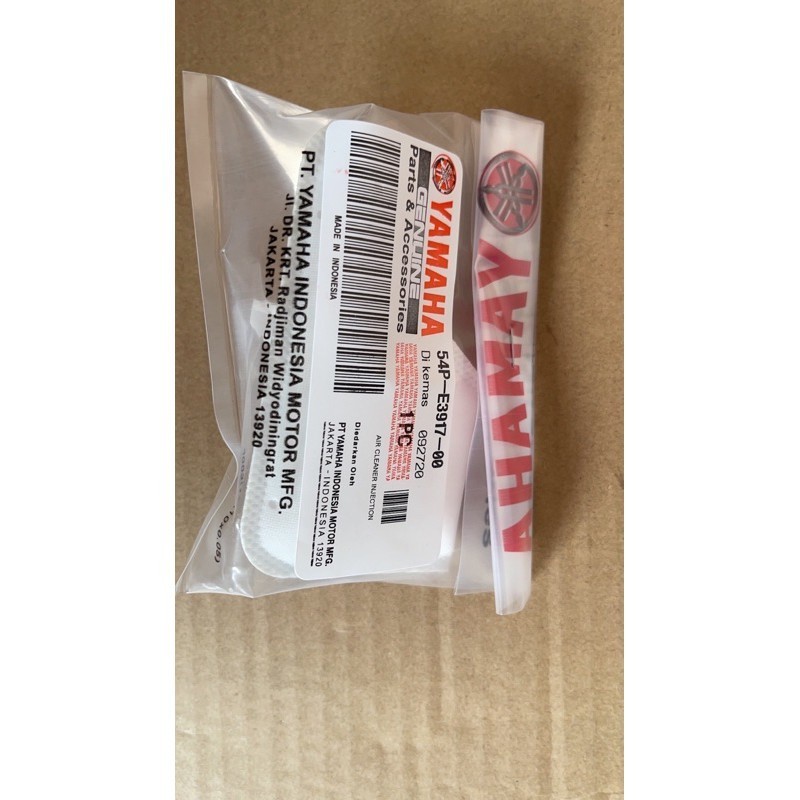 YAMAHA
YAMAHA
GENUINE
Parts & Accessories
54P-E3917-00
Di kemas 092720
1PC
AIR CLEANER INJECTION
MADE IN INDONESIA
Diedarkan Oleh
PT YAMAHA INDONESIA MOTOR MFG.
JAKARTA - INDONESIA 13920
PT. YAMAHA INDONESIA MOTOR MFG.
Jl. DR. KRT. Radjiman Widyodiningrat
JAKARTA - INDONESIA 13920